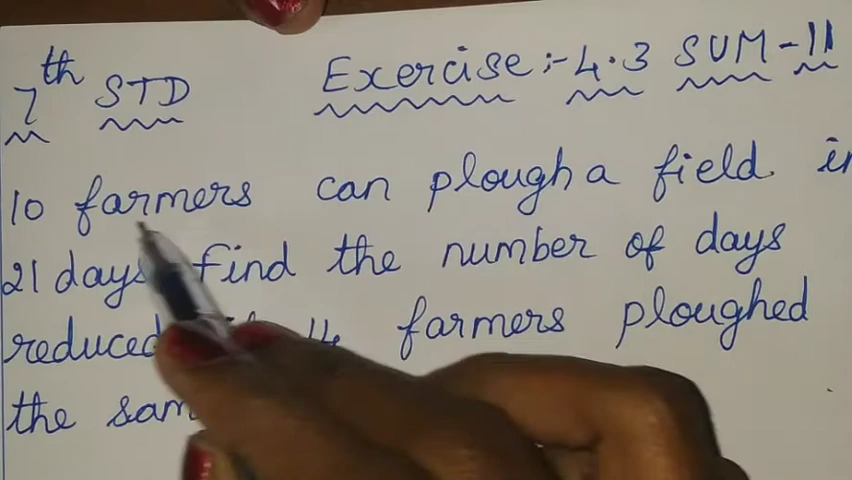 7th STD Exercise:- 4.3 SUM-11
10 farmers can plough a field in
21 days find the number of days
reduced 14 farmers ploughed
the